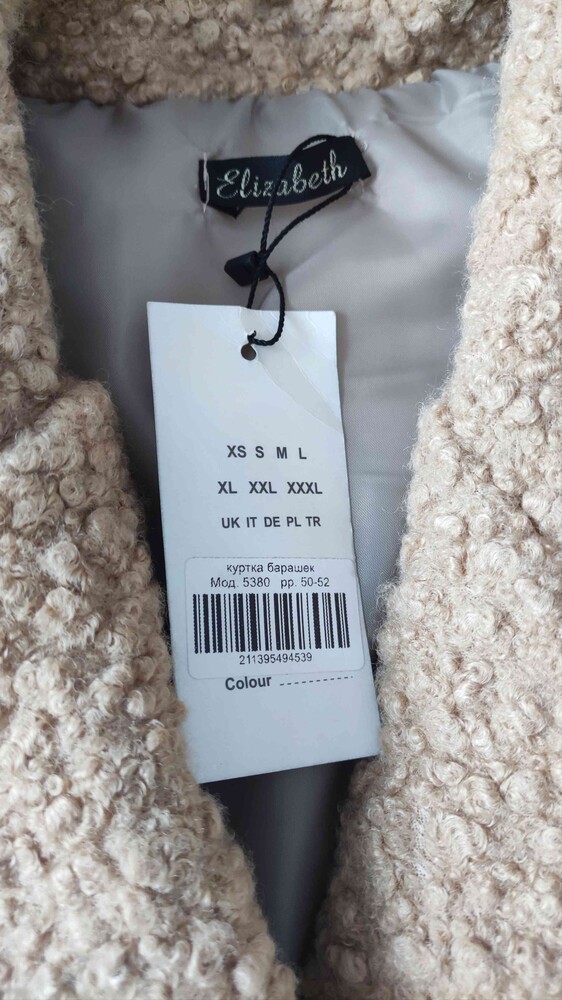 Elizabeth
XS S M L
XL XXL XXXL
UK IT DE PL TR
куртка барашек
Мод. 5380 рр. 50-52
211395494539
Colour